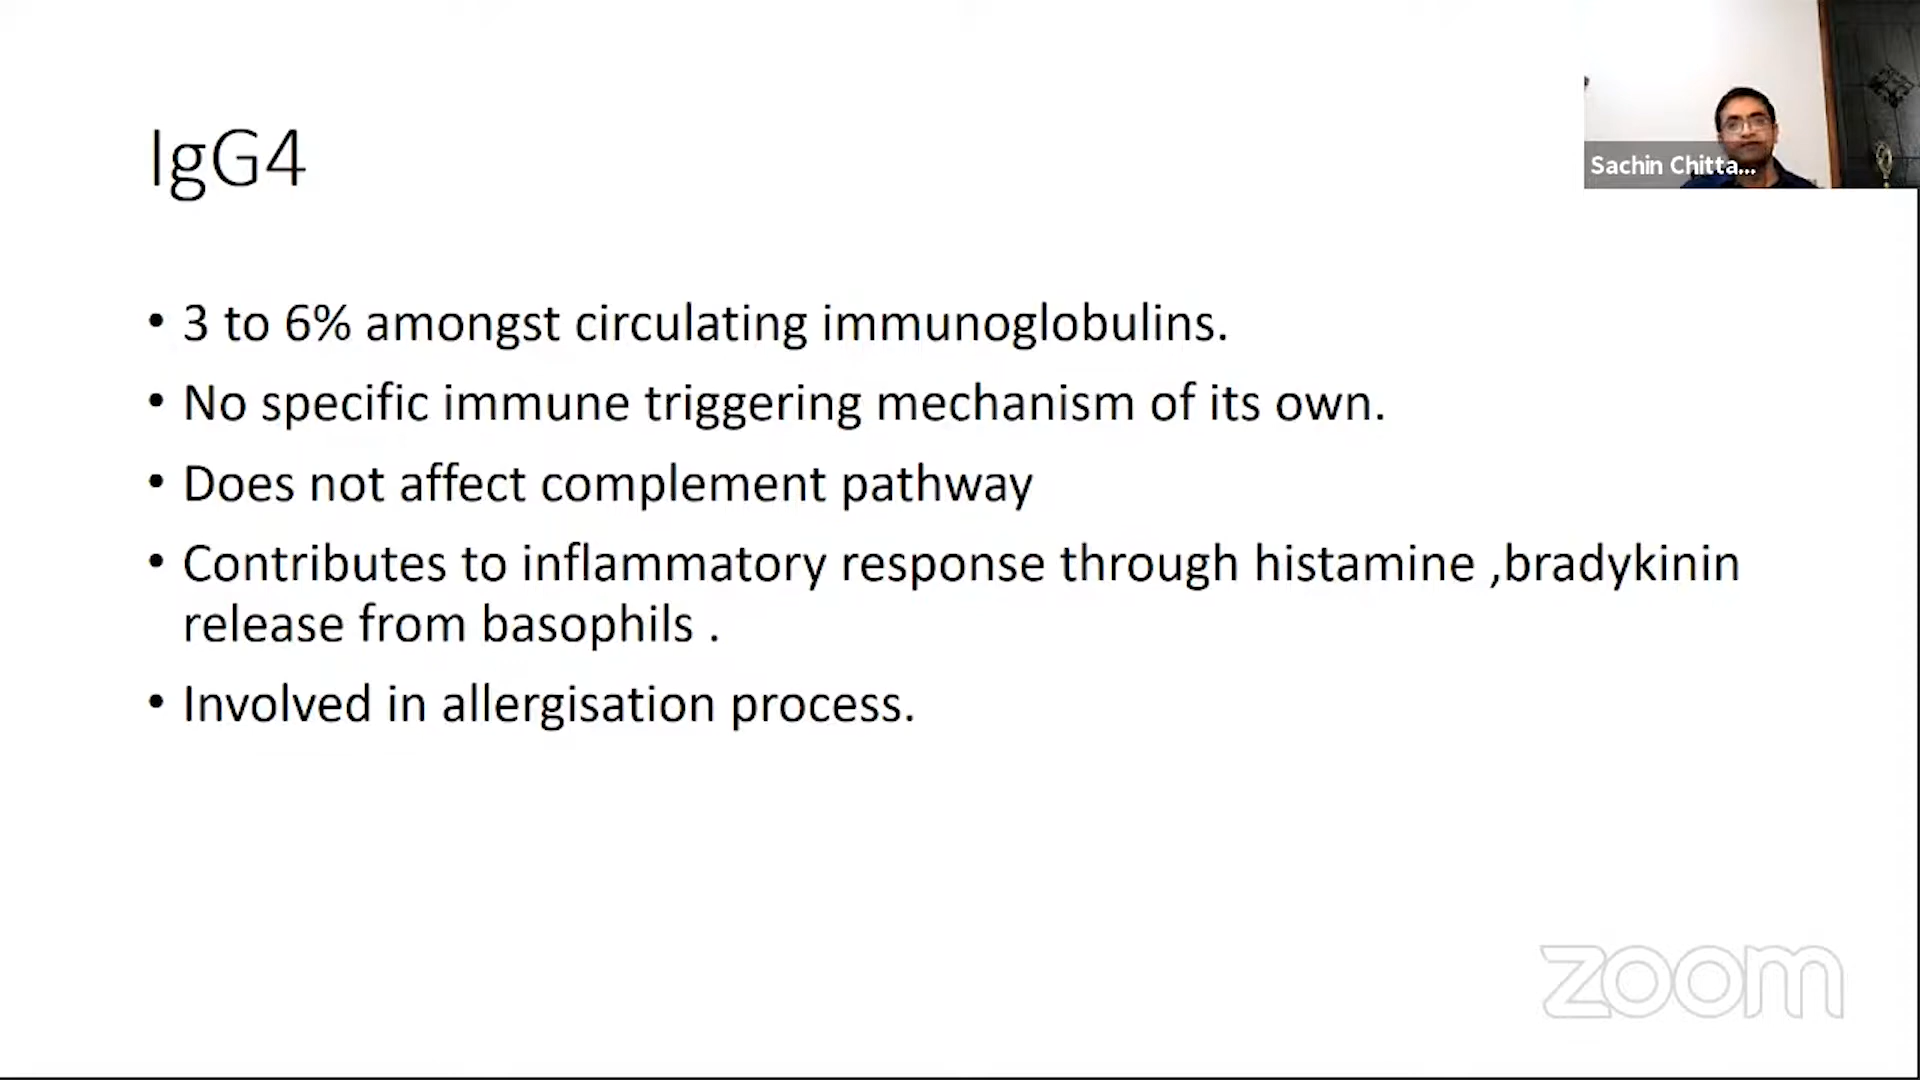 IgG4
Sachin Chitta...
• 3 to 6% amongst circulating immunoglobulins.
• No specific immune triggering mechanism of its own.
• Does not affect complement pathway
• Contributes to inflammatory response through histamine ,bradykinin
release from basophils .
• Involved in allergisation process.
zoom